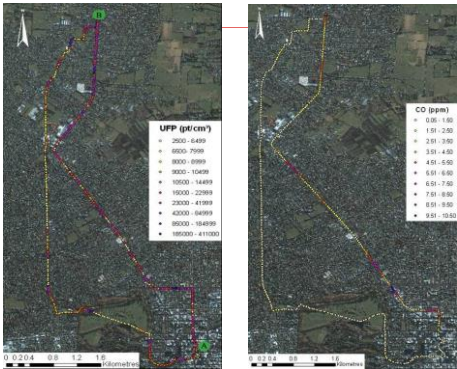 B
UFP (pt/cm³)
2500 - 6499
6500 - 7999
8000 - 8999
9000 - 10499
10500 - 14499
15000 - 22999
23000 - 41999
42000 - 84999
85000 - 184999
185000 - 411000
A
0 0.2 0.4 0.8 1.2 1.6
Kilometres
CO (ppm)
0.05 - 1.50
1.51 - 2.50
2.51 - 3.50
3.51 - 4.50
4.51 - 5.50
5.51 - 6.50
6.51 - 7.50
7.51 - 8.50
8.51 - 9.50
9.51 - 10.50
0 0.2 0.4 0.8 1.2 1.6
Kilometres